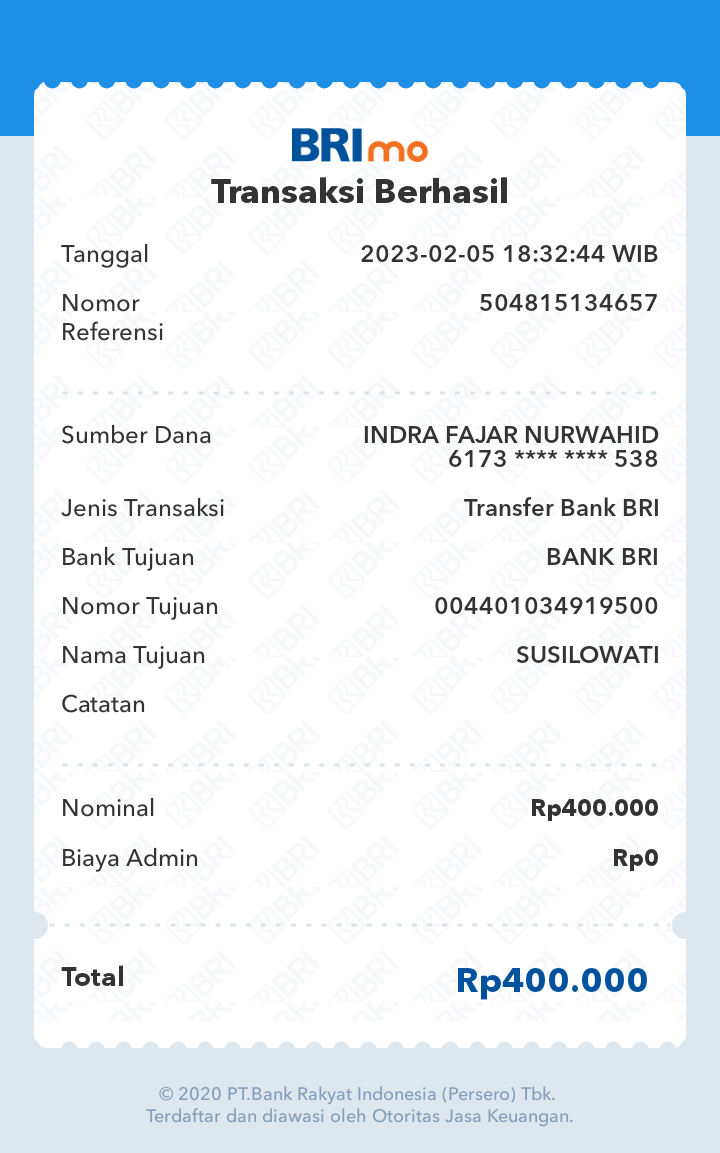 BRImo
Transaksi Berhasil
Tanggal 2023-02-05 18:32:44 WIB
Nomor Referensi 504815134657
Sumber Dana INDRA FAJAR NURWAHID
6173 **** **** 538
Jenis Transaksi Transfer Bank BRI
Bank Tujuan BANK BRI
Nomor Tujuan 004401034919500
Nama Tujuan SUSILOWATI
Catatan
Nominal Rp400.000
Biaya Admin Rp0
Total Rp400.000
© 2020 PT.Bank Rakyat Indonesia (Persero) Tbk.
Terdaftar dan diawasi oleh Otoritas Jasa Keuangan.